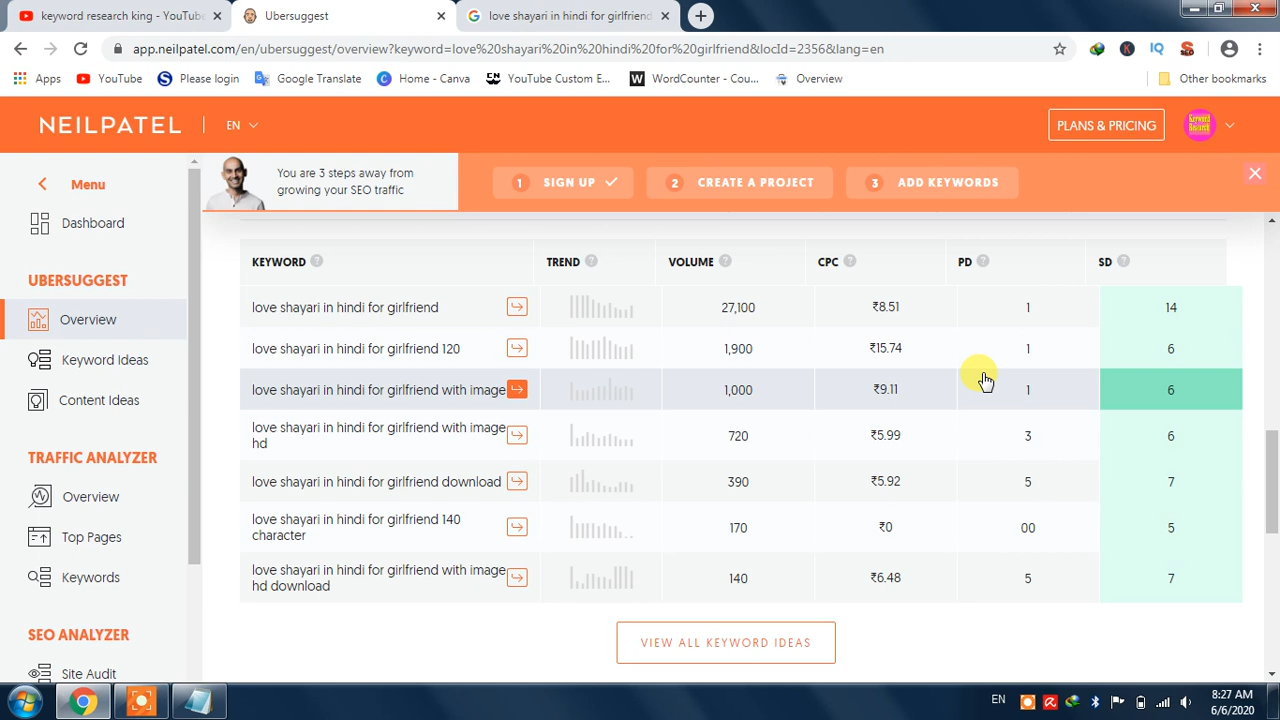 keyword research king - YouTube
Ubersuggest
love shayari in hindi for girlfriend
app.neilpatel.com/en/ubersuggest/overview?keyword=love%20shayari%20in%20hindi%20for%20girlfriend&locId=2356&lang=en
Apps
YouTube
Please login
Google Translate
Home - Canva
YouTube Custom E...
WordCounter - Cou...
Overview
Other bookmarks
NEILPATEL
EN
PLANS & PRICING
Keyword
Research
Menu
You are 3 steps away from
growing your SEO traffic
1 SIGN UP
2 CREATE A PROJECT
3 ADD KEYWORDS
Dashboard
UBERSUGGEST
Overview
Keyword Ideas
Content Ideas
TRAFFIC ANALYZER
Overview
Top Pages
Keywords
SEO ANALYZER
Site Audit
KEYWORD ? TREND ? VOLUME ? CPC ? PD ? SD ?
love shayari in hindi for girlfriend 27,100 ₹8.51 1 14
love shayari in hindi for girlfriend 120 1,900 ₹15.74 1 6
love shayari in hindi for girlfriend with image 1,000 ₹9.11 1 6
love shayari in hindi for girlfriend with image
hd 720 ₹5.99 3 6
love shayari in hindi for girlfriend download 390 ₹5.92 5 7
love shayari in hindi for girlfriend 140
character 170 ₹0 00 5
love shayari in hindi for girlfriend with image
hd download 140 ₹6.48 5 7
VIEW ALL KEYWORD IDEAS
EN
8:27 AM
6/6/2020